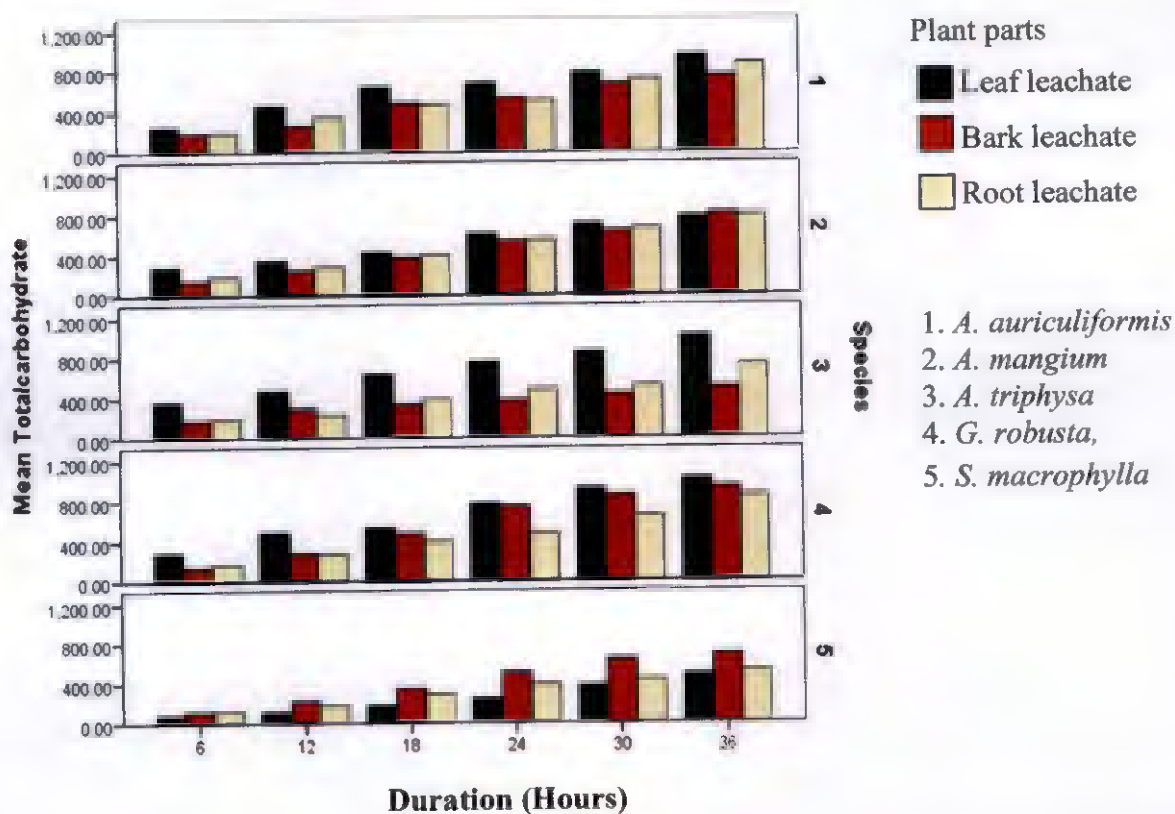 Mean Totalcarbohydrate
1,200.00
800.00
400.00
0.00
1
1,200.00
800.00
400.00
0.00
2
1,200.00
800.00
400.00
0.00
3
1,200.00
800.00
400.00
0.00
4
1,200.00
800.00
400.00
0.00
5
Species
6 12 18 24 30 36
Duration (Hours)
Plant parts
Leaf leachate
Bark leachate
Root leachate
1. A. auriculiformis
2. A. mangium
3. A. triphysa
4. G. robusta,
5. S. macrophylla